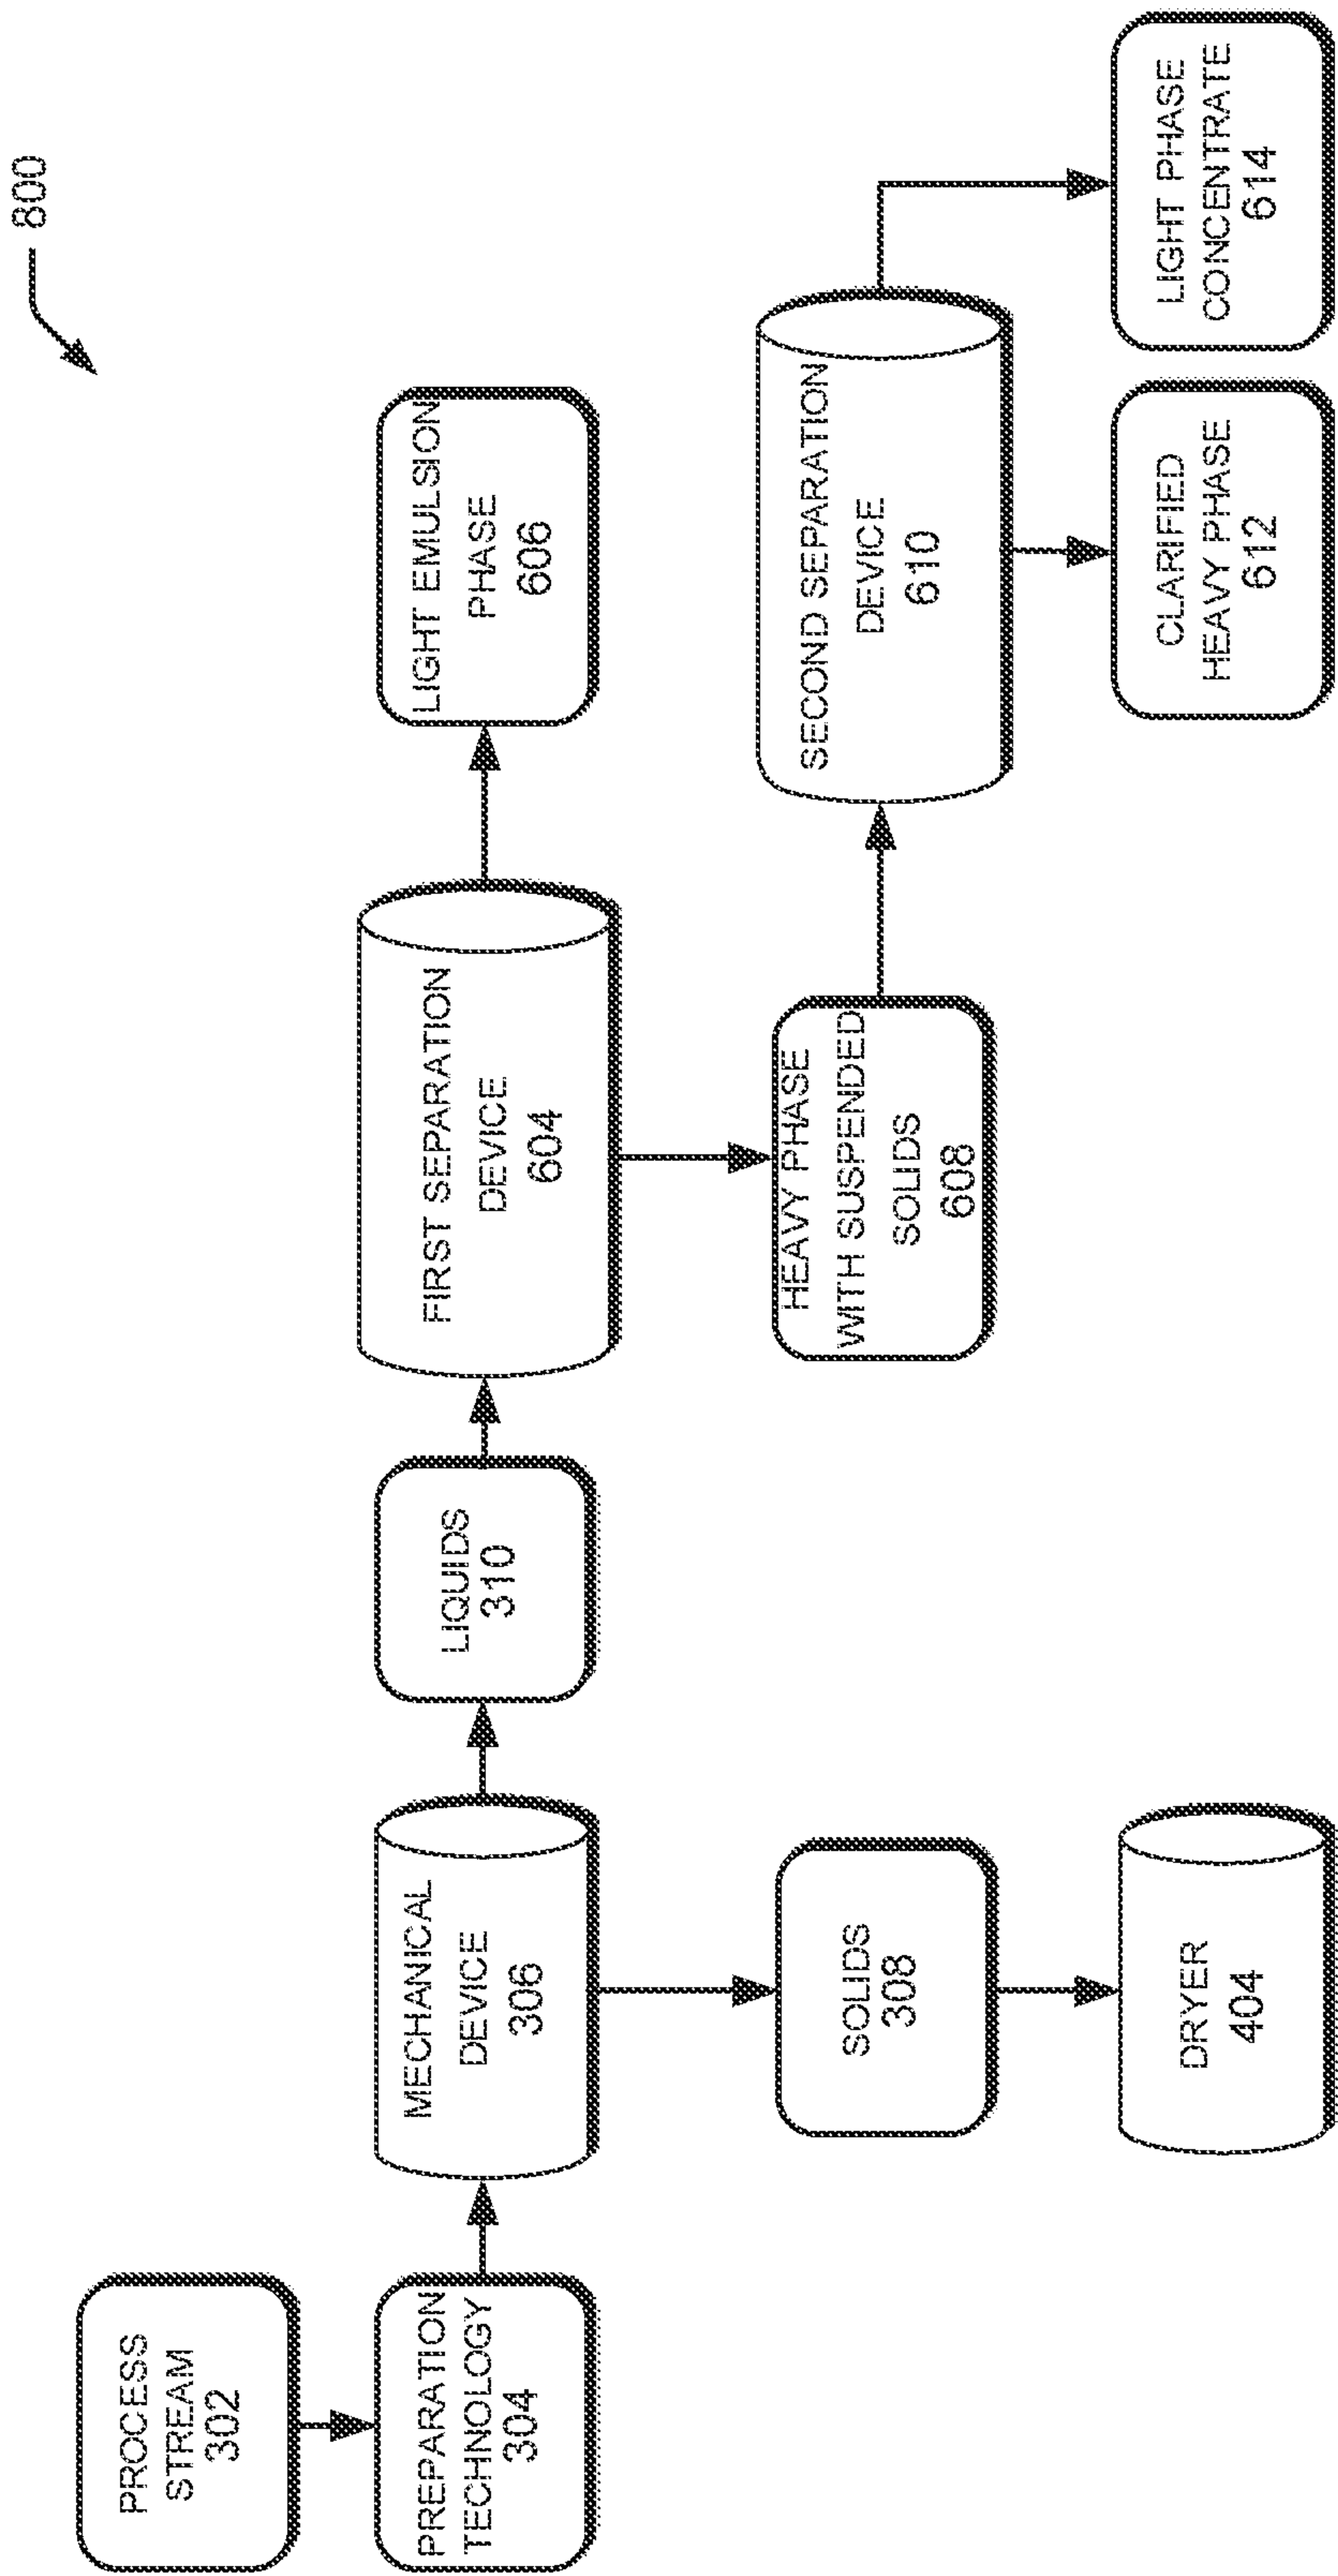 800
PROCESS
STREAM
302
PREPARATION
TECHNOLOGY
304
MECHANICAL
DEVICE
306
LIQUIDS
310
FIRST SEPARATION
DEVICE
604
LIGHT EMULSION
PHASE
606
SOLIDS
308
HEAVY PHASE
WITH SUSPENDED
SOLIDS
608
SECOND SEPARATION
DEVICE
610
DRYER
404
CLARIFIED
HEAVY PHASE
612
LIGHT PHASE
CONCENTRATE
614